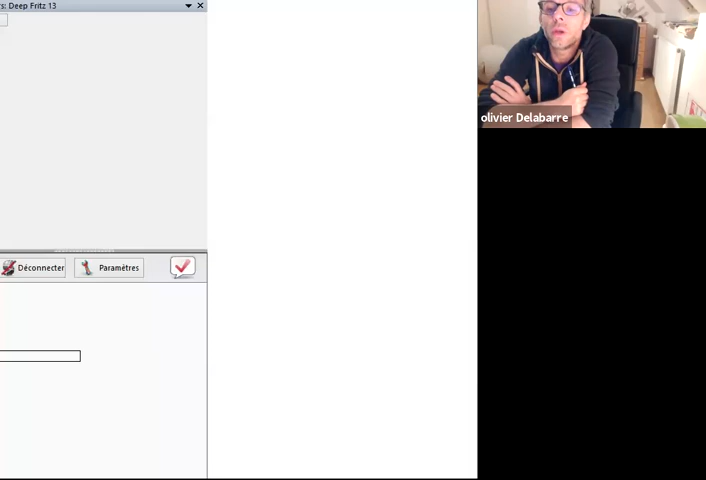 s: Deep Fritz 13
olivier Delabarre
Déconnecter
Paramètres